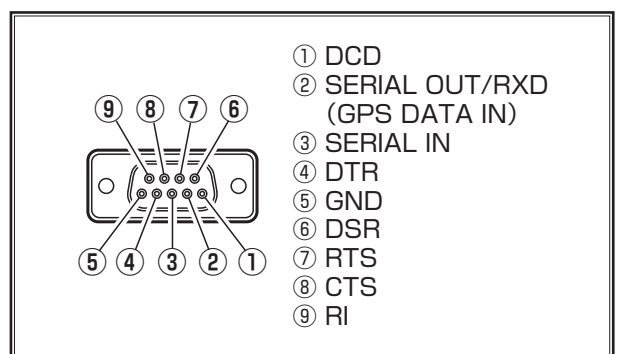 ⑨ ⑧ ⑦ ⑥
⑤ ④ ③ ② ①
① DCD
② SERIAL OUT/RXD
(GPS DATA IN)
③ SERIAL IN
④ DTR
⑤ GND
⑥ DSR
⑦ RTS
⑧ CTS
⑨ RI